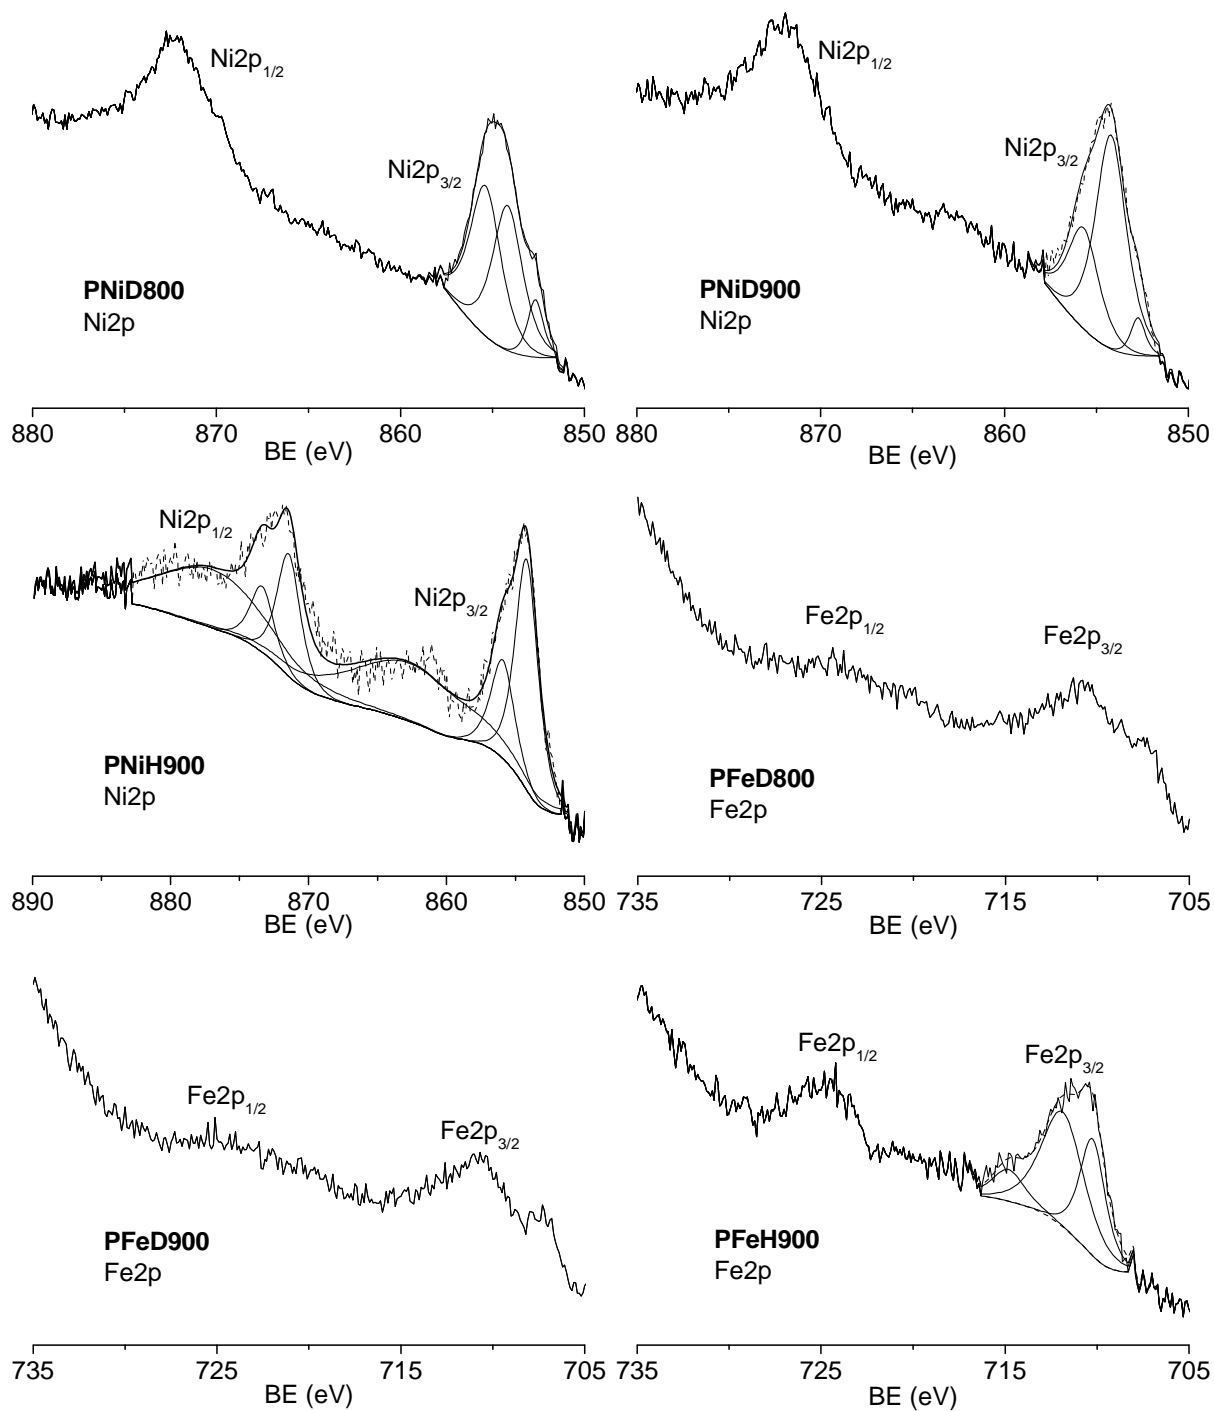 Ni2p1/2
Ni2p3/2
PNiD800
Ni2p
880 870 860 850
BE (eV)
Ni2p1/2
Ni2p3/2
PNiD900
Ni2p
880 870 860 850
BE (eV)
Ni2p1/2
Ni2p3/2
PNiH900
Ni2p
890 880 870 860 850
BE (eV)
Fe2p1/2
Fe2p3/2
PFeD800
Fe2p
735 725 715 705
BE (eV)
Fe2p1/2
Fe2p3/2
PFeD900
Fe2p
735 725 715 705
BE (eV)
Fe2p1/2
Fe2p3/2
PFeH900
Fe2p
735 725 715 705
BE (eV)